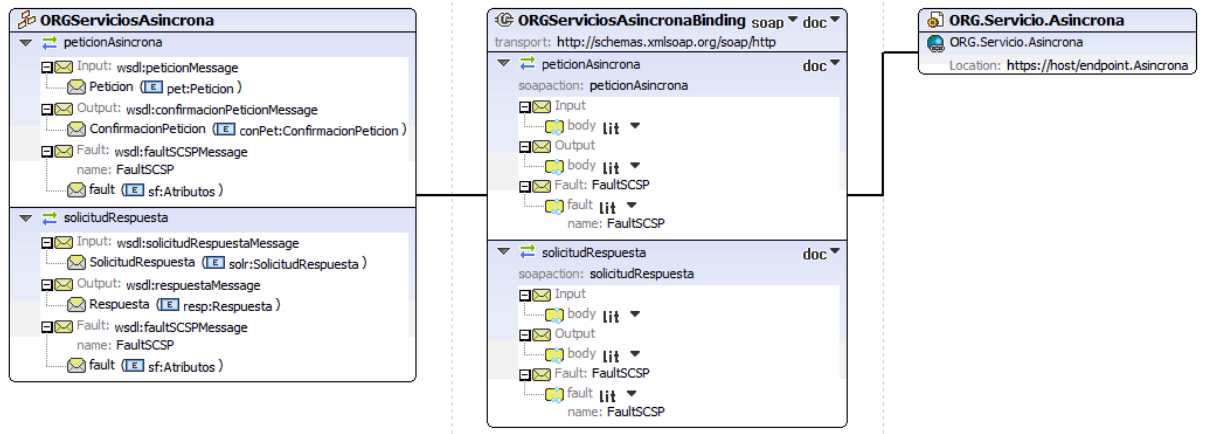 ORGServiciosAsincrona
peticionAsincrona
Input: wsdl:peticionMessage
Peticion (E pet:Peticion )
Output: wsdl:confirmacionPeticionMessage
ConfirmacionPeticion (E conPet:ConfirmacionPeticion )
Fault: wsdl:faultSCSPMessage
name: FaultSCSP
fault (E sf:Atributos )
solicitudRespuesta
Input: wsdl:solicitudRespuestaMessage
SolicitudRespuesta (E solr:SolicitudRespuesta )
Output: wsdl:respuestaMessage
Respuesta (E resp:Respuesta )
Fault: wsdl:faultSCSPMessage
name: FaultSCSP
fault (E sf:Atributos )
ORGServiciosAsincronaBinding soap doc
transport: http://schemas.xmlsoap.org/soap/http
peticionAsincrona doc
soapaction: peticionAsincrona
Input
body lit
Output
body lit
Fault: FaultSCSP
fault lit
name: FaultSCSP
solicitudRespuesta doc
soapaction: solicitudRespuesta
Input
body lit
Output
body lit
Fault: FaultSCSP
fault lit
name: FaultSCSP
ORG.Servicio.Asincrona
ORG.Servicio.Asincrona
Location: https://host/endpoint.Asincrona